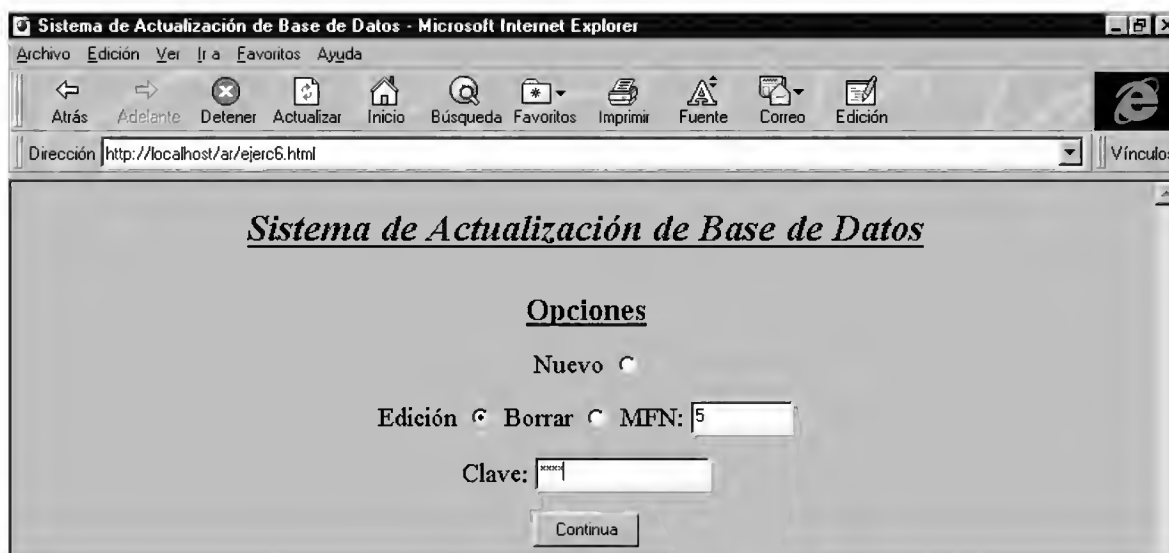 Sistema de Actualización de Base de Datos - Microsoft Internet Explorer
Archivo Edición Ver Ir a Favoritos Ayuda
Atrás Adelante Detener Actualizar Inicio Búsqueda Favoritos Imprimir Fuente Correo Edición
Dirección http://localhost/ar/ejerc6.html Vínculos
Sistema de Actualización de Base de Datos
Opciones
Nuevo
Edición Borrar MFN: 5
Clave: ****
Continua